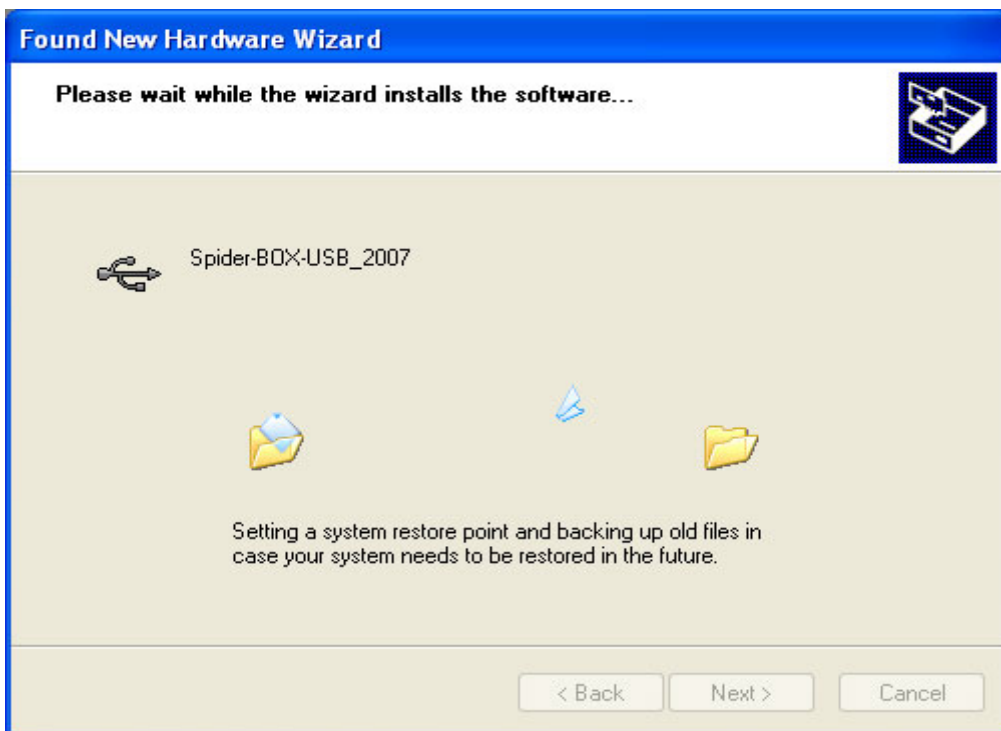 Found New Hardware Wizard
Please wait while the wizard installs the software...
Spider-BOX-USB_2007
Setting a system restore point and backing up old files in
case your system needs to be restored in the future.
< Back Next > Cancel